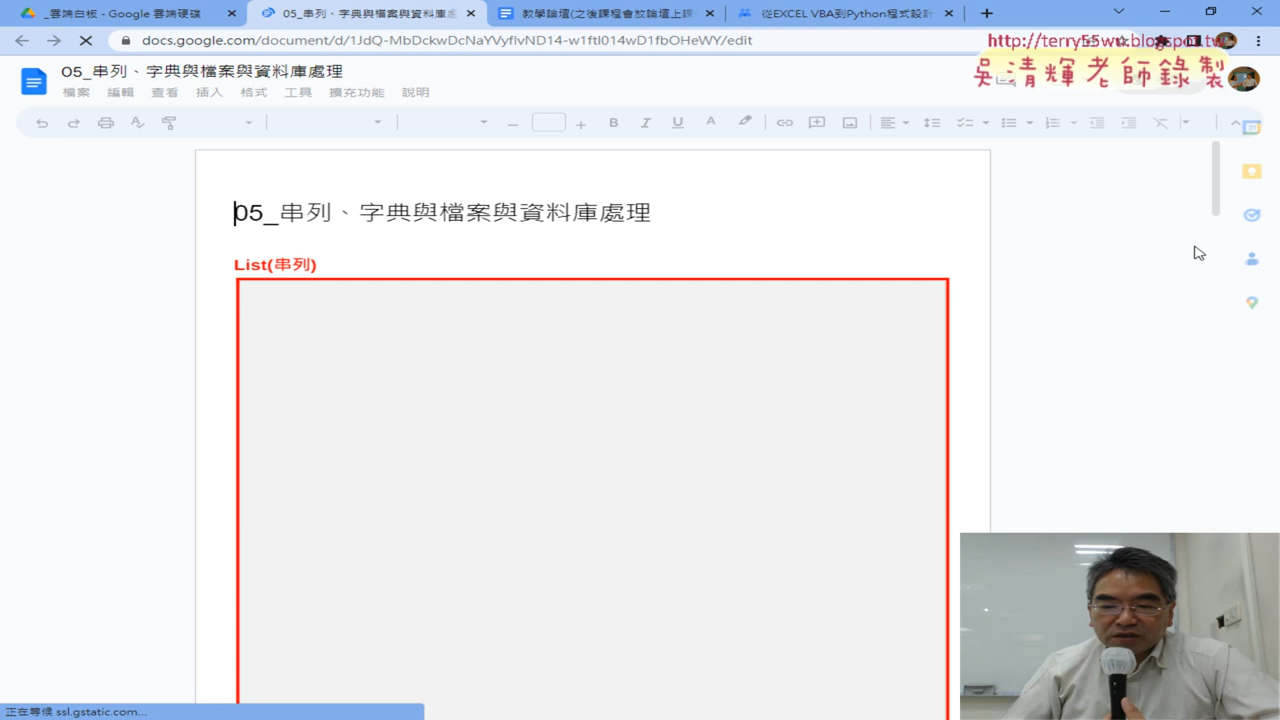 _雲端白板 - Google 雲端硬碟
05_串列、字典與檔案與資料庫處
教學論壇(之後課程會放論壇上課
從EXCEL VBA到Python程式設計
docs.google.com/document/d/1JdQ-MbDckwDcNaYVyfIvND14-w1ftI014wD1fbOHeWY/edit
http://terry55wu.blogspot.tw
吳清輝老師錄製
05_串列、字典與檔案與資料庫處理
檔案 編輯 查看 插入 格式 工具 擴充功能 說明
05_串列、字典與檔案與資料庫處理
List(串列)
正在等候 ssl.gstatic.com...